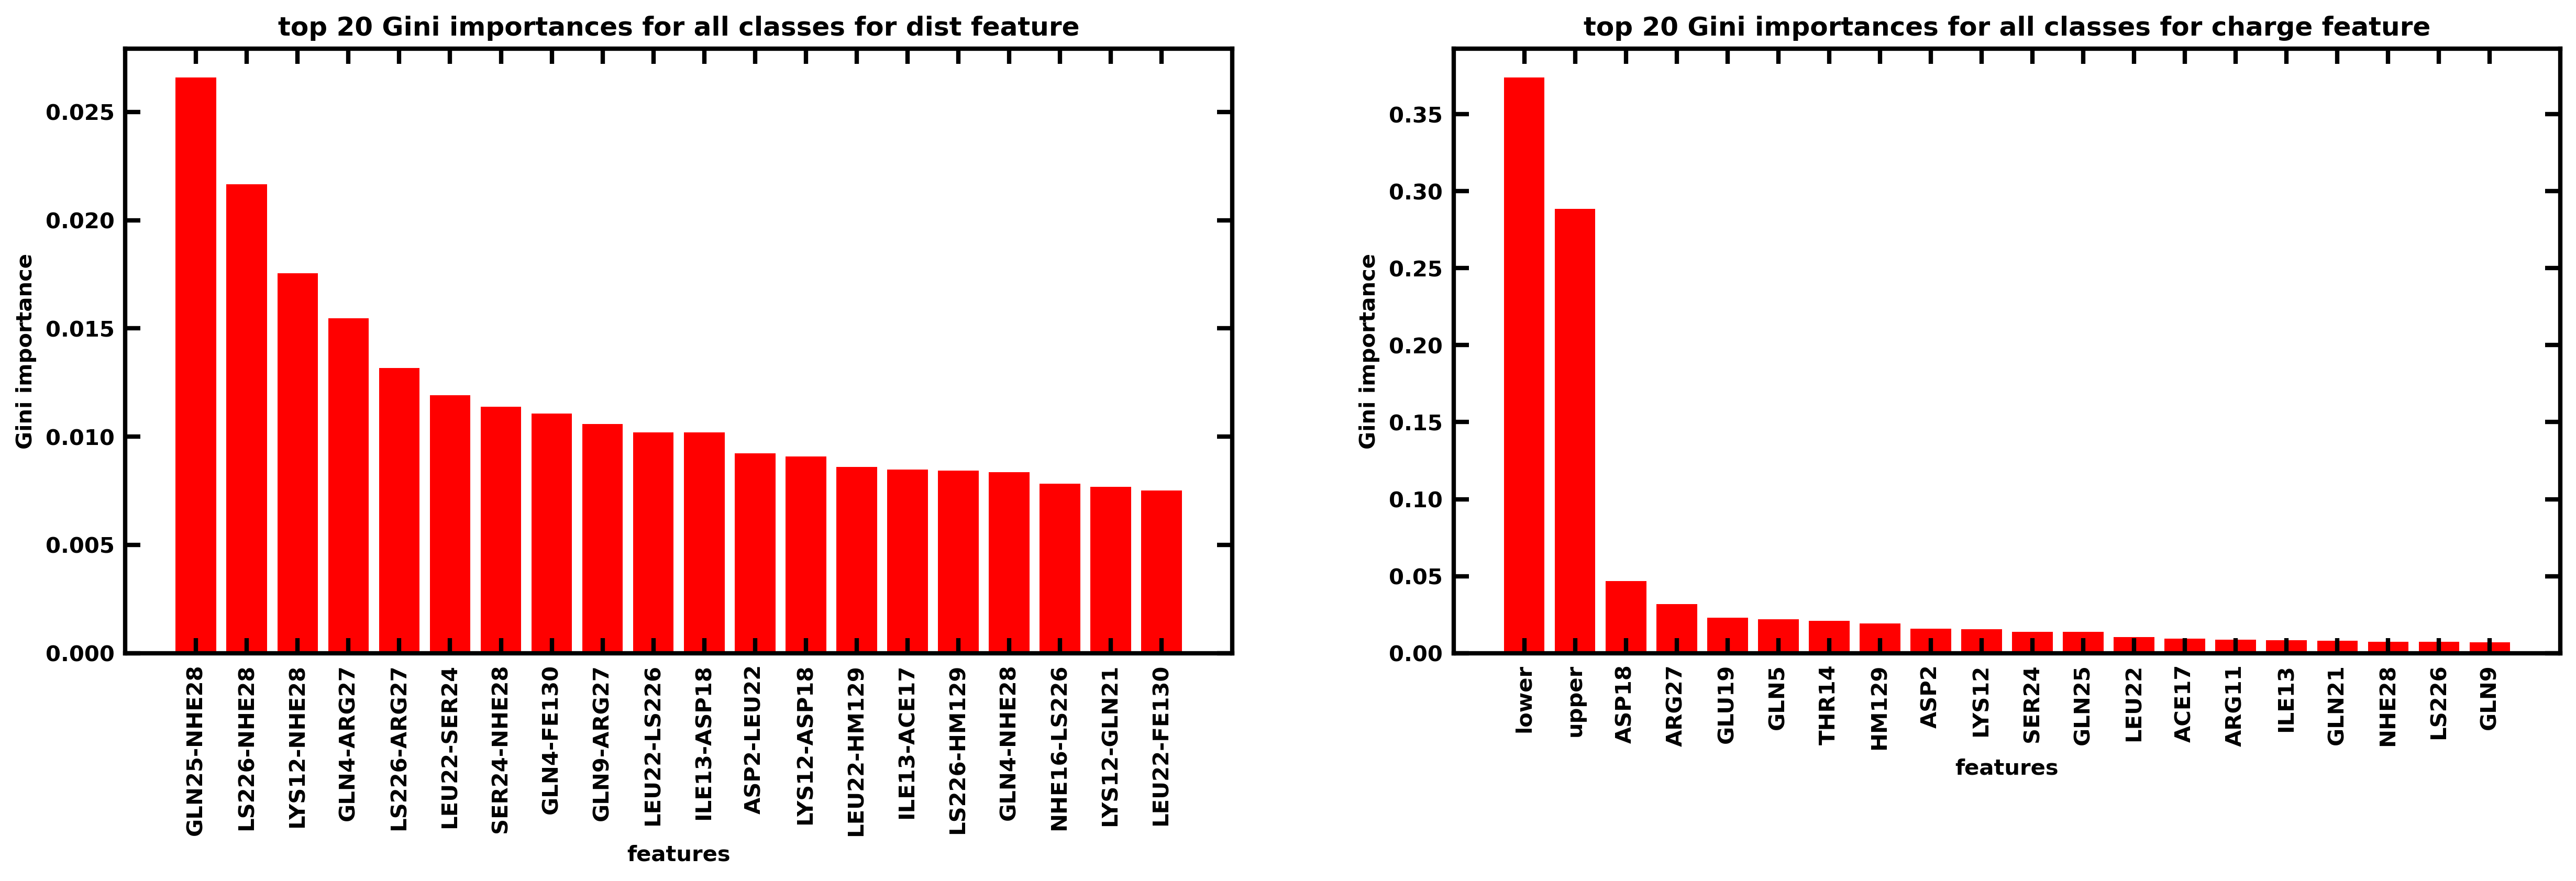 top 20 Gini importances for all classes for dist feature
Gini importance
0.025
0.020
0.015
0.010
0.005
0.000
GLN25-NHE28
LS226-NHE28
LYS12-NHE28
GLN4-ARG27
LS226-ARG27
LEU22-SER24
SER24-NHE28
GLN4-FE130
GLN9-ARG27
LEU22-LS226
ILE13-ASP18
ASP2-LEU22
LYS12-ASP18
LEU22-HM129
ILE13-ACE17
LS226-HM129
GLN4-NHE28
NHE16-LS226
LYS12-GLN21
LEU22-FE130
features
top 20 Gini importances for all classes for charge feature
Gini importance
0.35
0.30
0.25
0.20
0.15
0.10
0.05
0.00
lower
upper
ASP18
ARG27
GLU19
GLN5
THR14
HM129
ASP2
LYS12
SER24
GLN25
LEU22
ACE17
ARG11
ILE13
GLN21
NHE28
LS226
GLN9
features